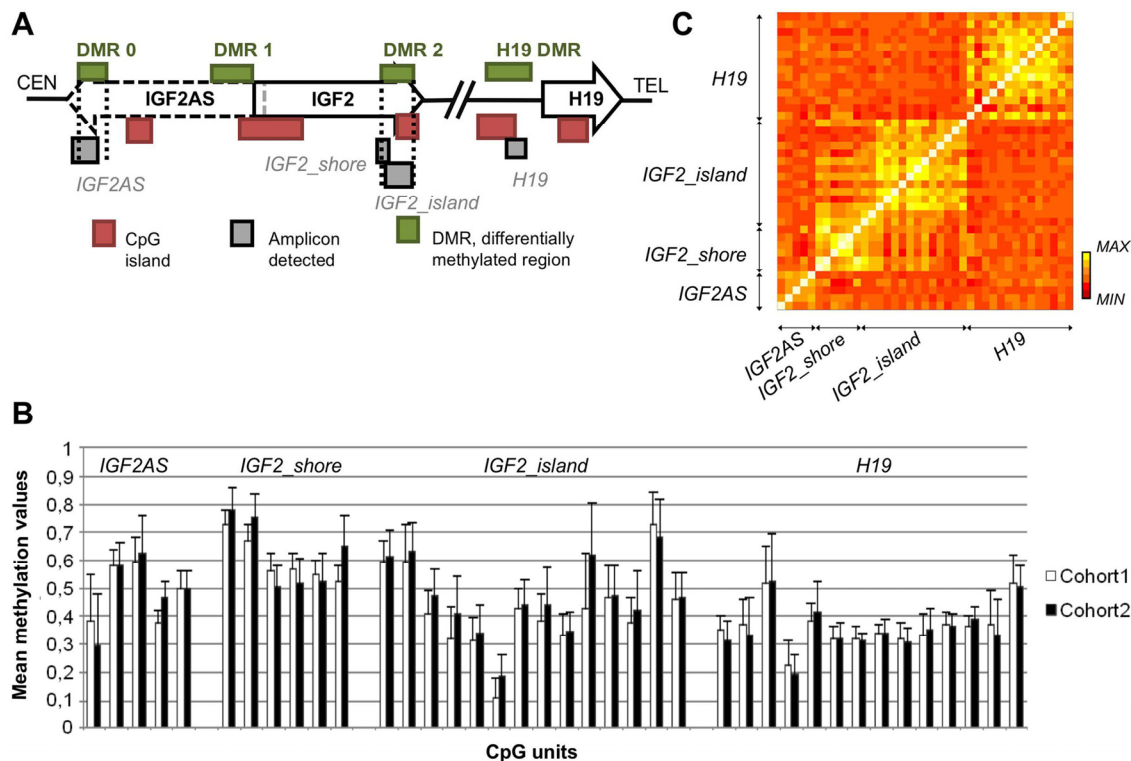 A
DMR 0
DMR 1
DMR 2
H19 DMR
CEN
IGF2AS
IGF2
H19
TEL
IGF2AS
IGF2_shore
IGF2_island
H19
CpG
island
Amplicon
detected
DMR, differentially
methylated region
C
H19
IGF2_island
IGF2_shore
IGF2AS
MAX
MIN
IGF2AS
IGF2_shore
IGF2_island
H19
B
Mean methylation values
1
0,9
0,8
0,7
0,6
0,5
0,4
0,3
0,2
0,1
0
IGF2AS
IGF2_shore
IGF2_island
H19
Cohort1
Cohort2
CpG units